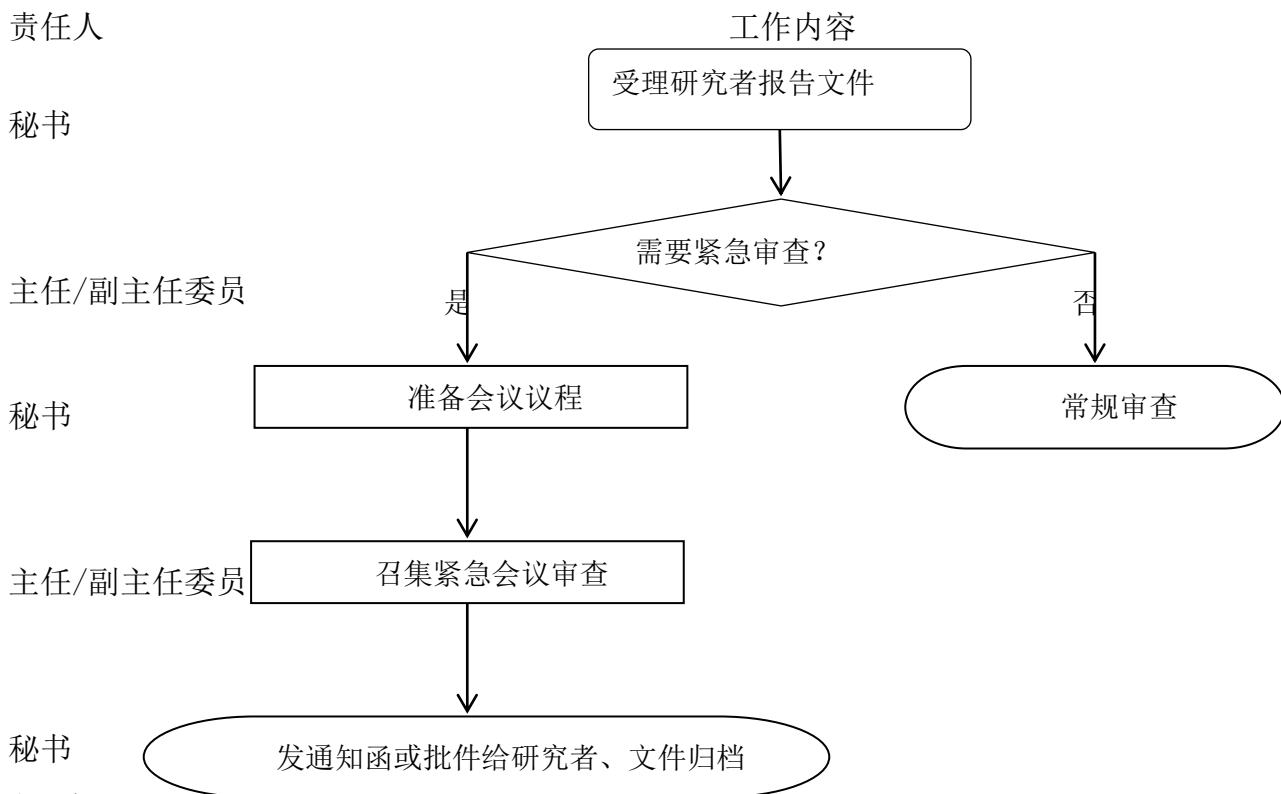 责任人 工作内容
受理研究者报告文件
秘书
需要紧急审查？
主任/副主任委员 是 否
秘书 准备会议议程 常规审查
主任/副主任委员 召集紧急会议审查
秘书 发通知函或批件给研究者、文件归档